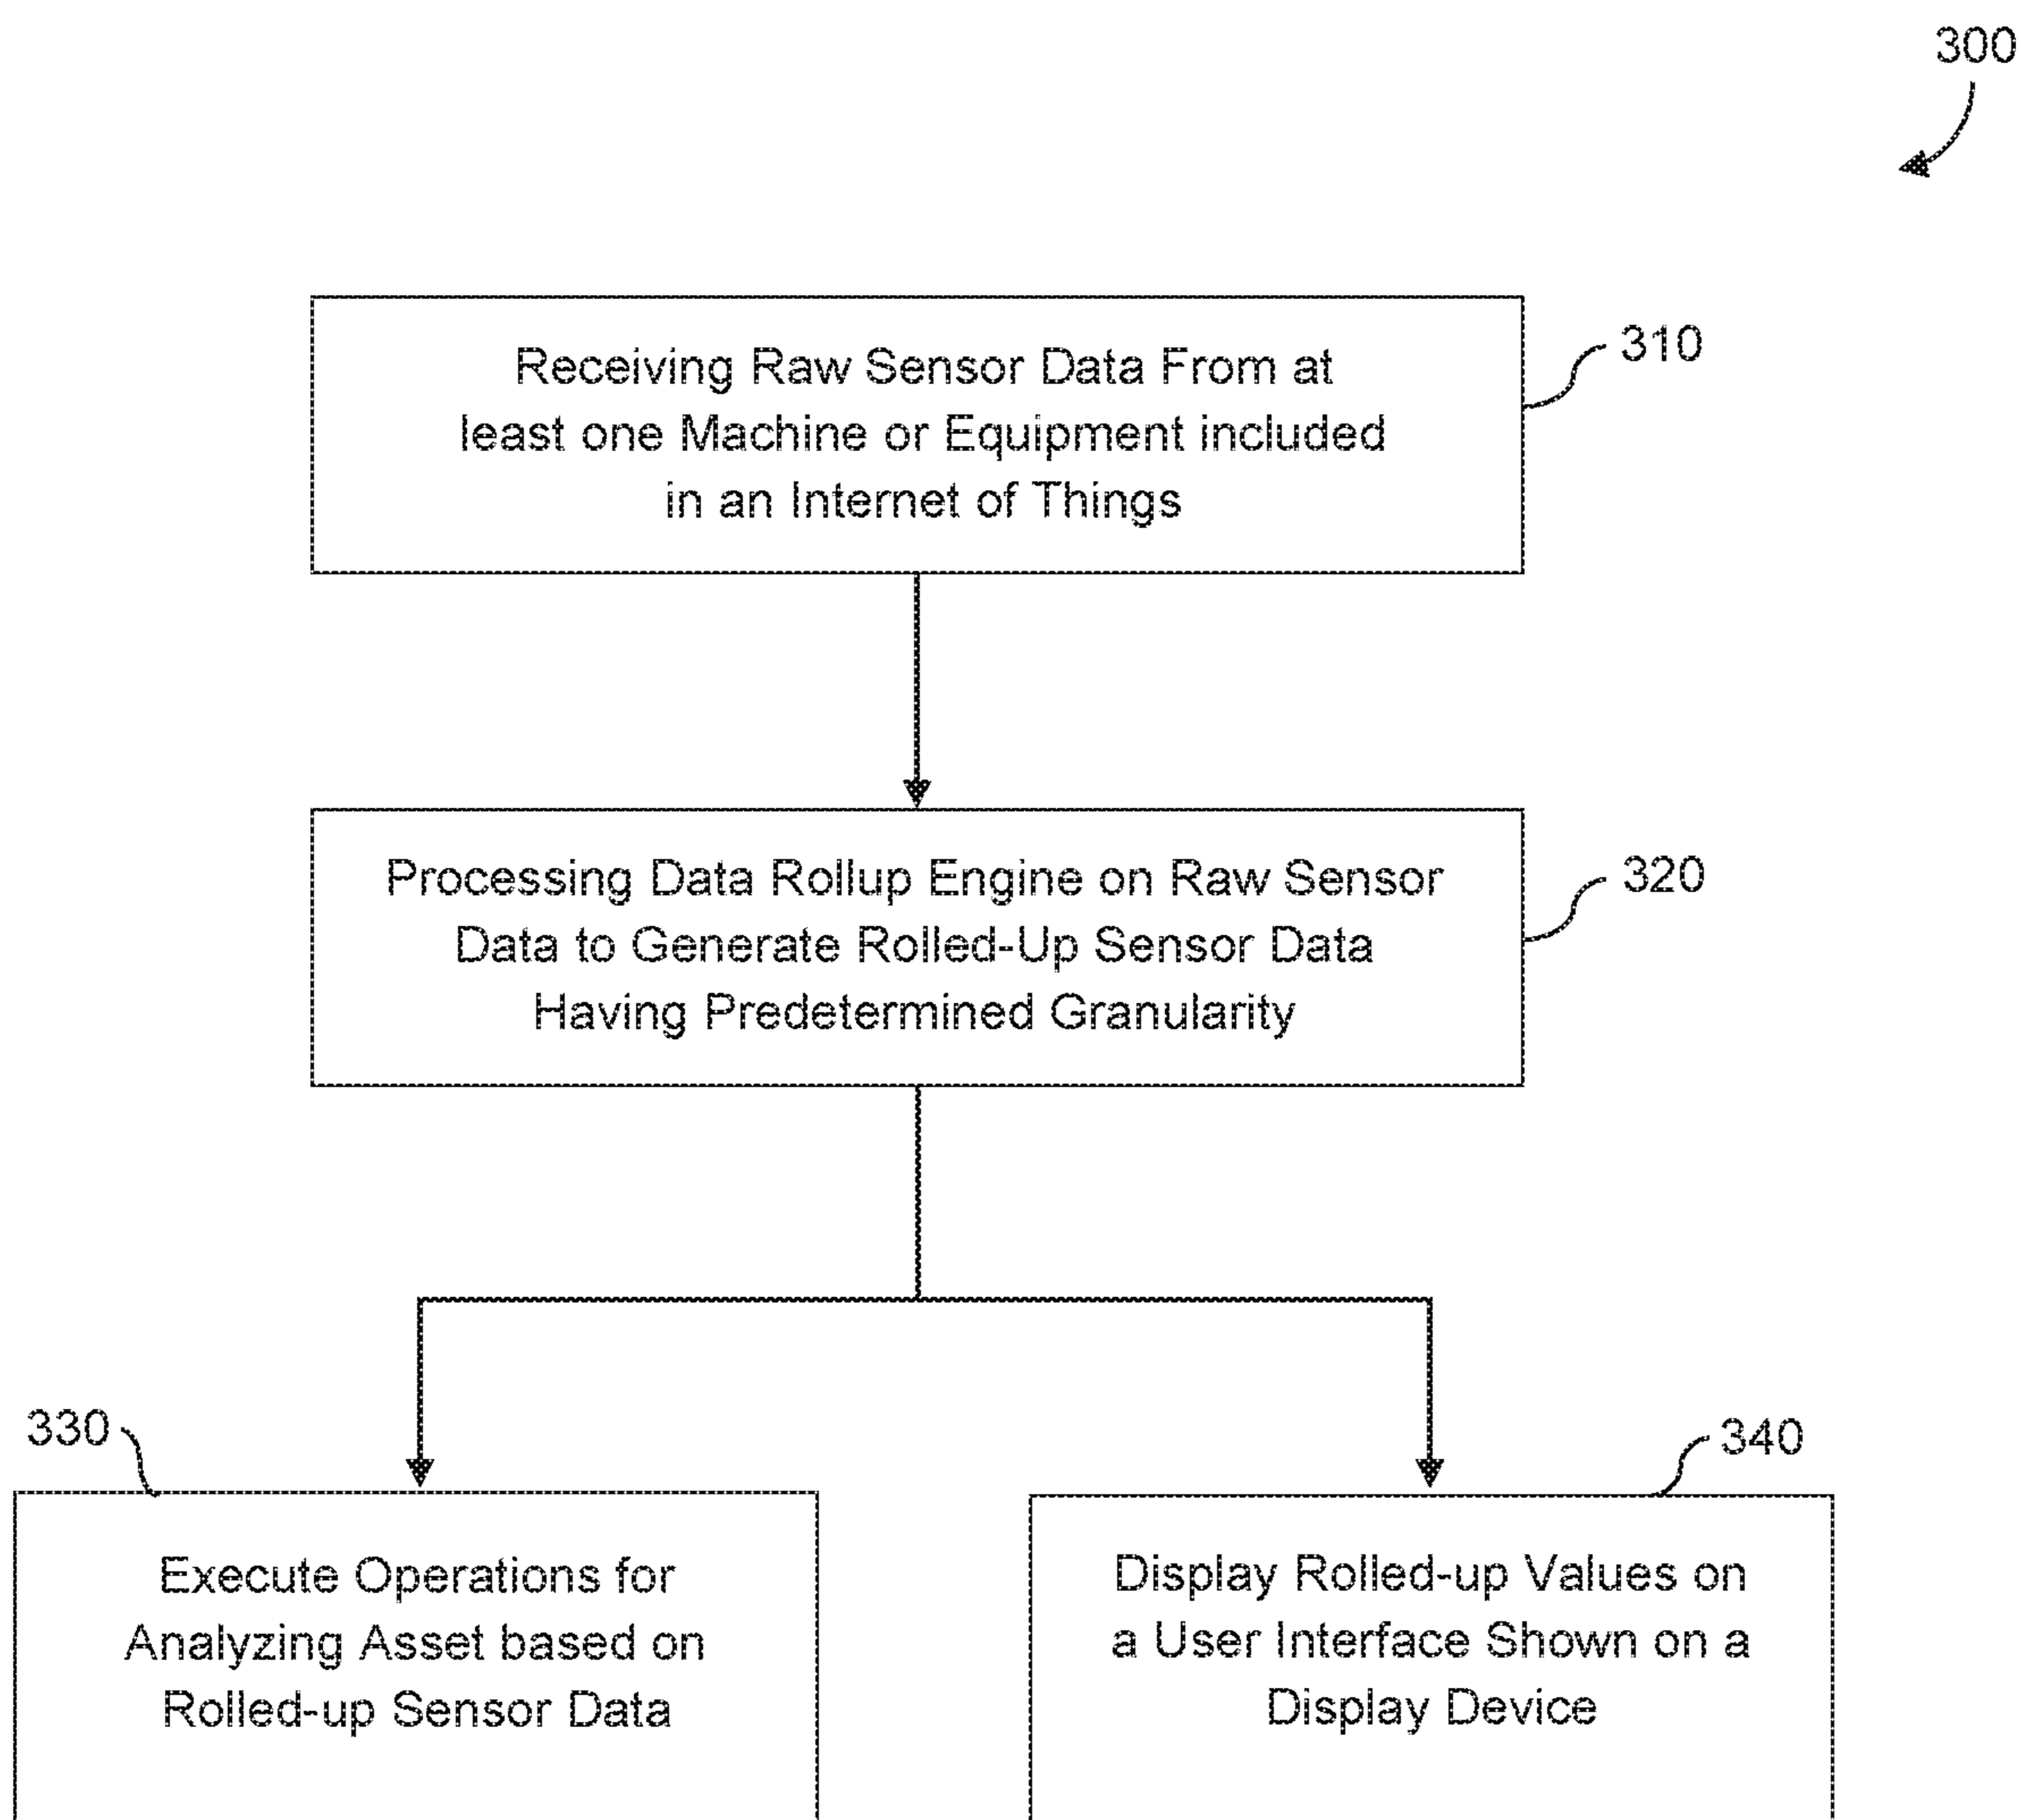 300
Receiving Raw Sensor Data From at
least one Machine or Equipment included
in an Internet of Things
310
Processing Data Rollup Engine on Raw Sensor
Data to Generate Rolled-Up Sensor Data
Having Predetermined Granularity
320
330
Execute Operations for
Analyzing Asset based on
Rolled-up Sensor Data
340
Display Rolled-up Values on
a User Interface Shown on a
Display Device